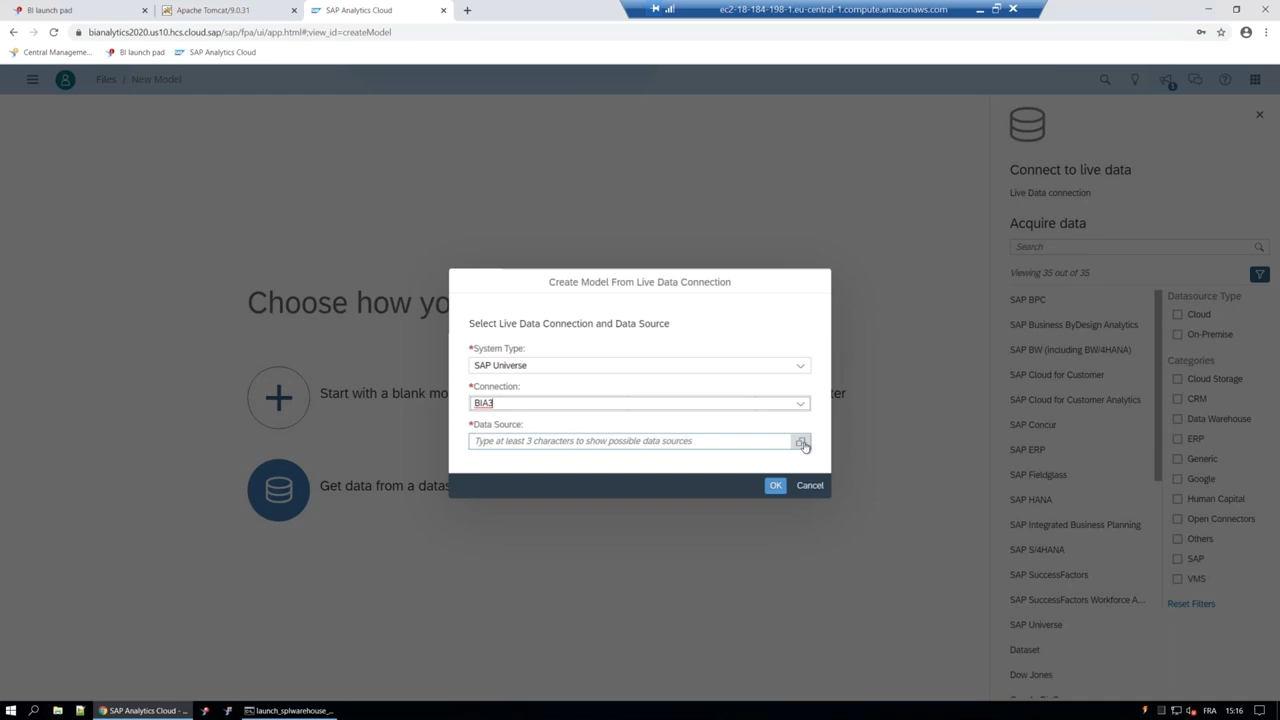 BI launch pad
Apache Tomcat/9.0.31
SAP Analytics Cloud
ec2-18-184-198-1.eu-central-1.compute.amazonaws.com
bianalytics2020.us10.hcs.cloud.sap/sap/fpa/ui/app.html#;view_id=createModel
Central Manageme...
BI launch pad
SAP Analytics Cloud
Files / New Model
1
Choose how yo
Start with a blank mo
ter
Get data from a datas
Create Model From Live Data Connection
Select Live Data Connection and Data Source
*System Type:
SAP Universe
*Connection:
BIA3
*Data Source:
Type at least 3 characters to show possible data sources
OK
Cancel
Connect to live data
Live Data connection
Acquire data
Search
Viewing 35 out of 35
SAP BPC
SAP Business ByDesign Analytics
SAP BW (including BW/4HANA)
SAP Cloud for Customer
SAP Cloud for Customer Analytics
SAP Concur
SAP ERP
SAP Fieldglass
SAP HANA
SAP Integrated Business Planning
SAP S/4HANA
SAP SuccessFactors
SAP SuccessFactors Workforce A...
SAP Universe
Dataset
Dow Jones
Datasource Type
Cloud
On-Premise
Categories
Cloud Storage
CRM
Data Warehouse
ERP
Generic
Google
Human Capital
Open Connectors
Others
SAP
VMS
Reset Filters
SAP Analytics Cloud - ...
launch_splwarehouse_...
FRA
15:16